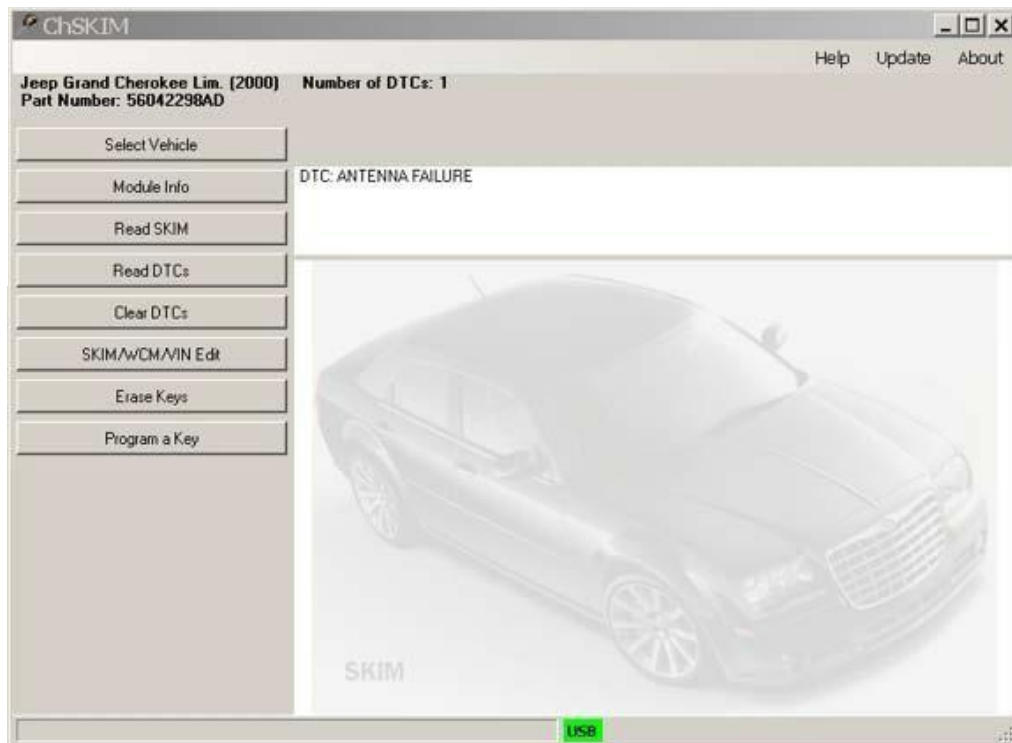 ChSKIM
Help Update About
Jeep Grand Cherokee Lim. (2000) Number of DTCs: 1
Part Number: 56042298AD
Select Vehicle
DTC: ANTENNA FAILURE
Module Info
Read SKIM
Read DTCs
Clear DTCs
SKIM/WCM/VIN Edit
Erase Keys
Program a Key
SKIM
USB